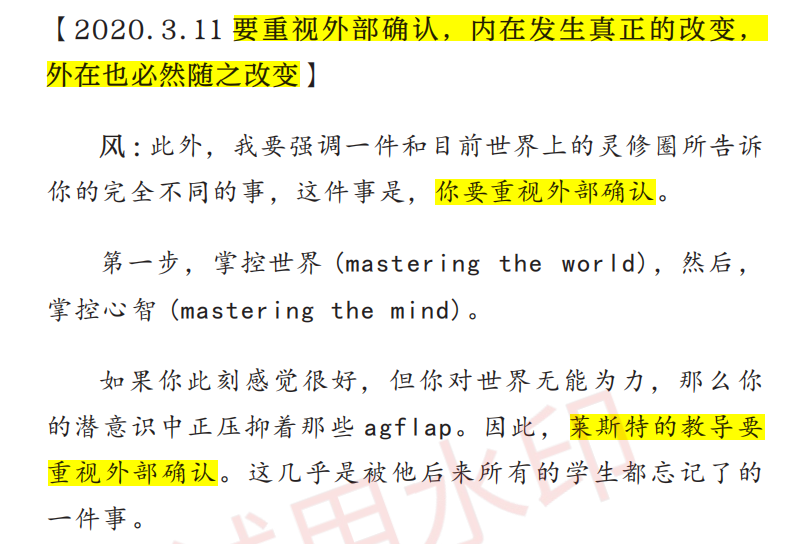 【2020.3.11 要重视外部确认，内在发生真正的改变，
外在也必然随之改变】
风：此外，我要强调一件和目前世界上的灵修圈所告诉
你的完全不同的事，这件事是，你要重视外部确认。
第一步，掌控世界 (mastering the world)，然后，
掌控心智 (mastering the mind)。
如果你此刻感觉很好，但你对世界无能为力，那么你
的潜意识中正压抑着那些 agflap。因此，莱斯特的教导要
重视外部确认。这几乎是被他后来所有的学生都忘记了的
一件事。
试用水印